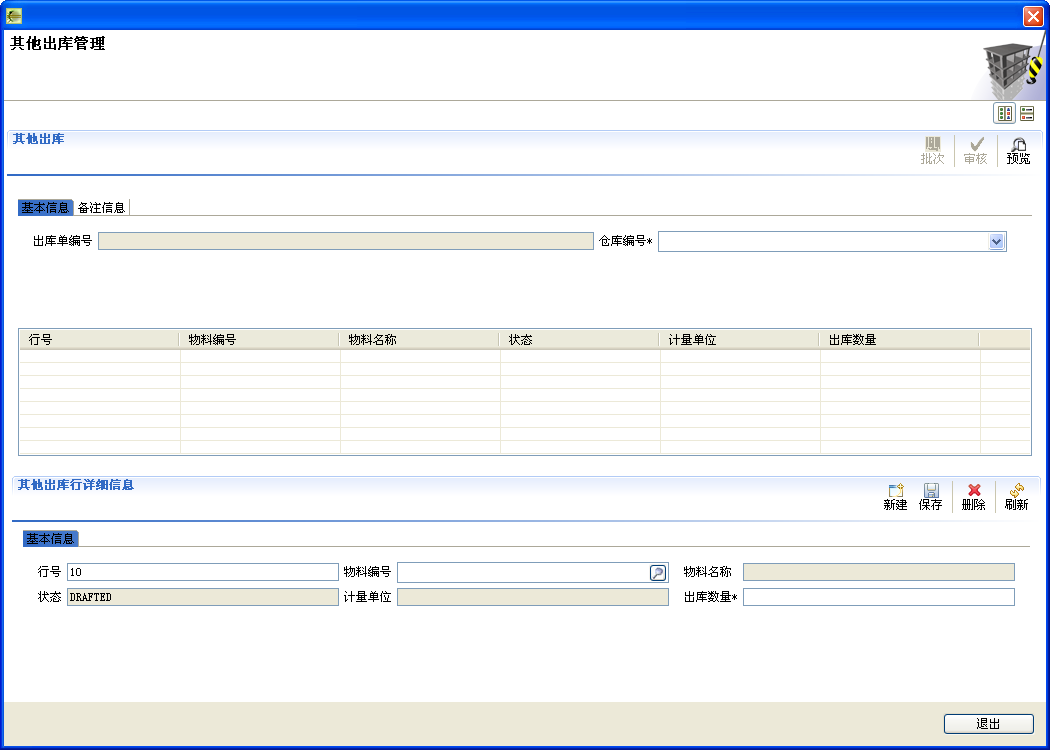 其他出库管理
其他出库
批次 审核 预览
基本信息 备注信息
出库单编号 仓库编号*
行号 物料编号 物料名称 状态 计量单位 出库数量
其他出库行详细信息
新建 保存 删除 刷新
基本信息
行号 10 物料编号 物料名称
状态 DRAFTED 计量单位 出库数量*
退出